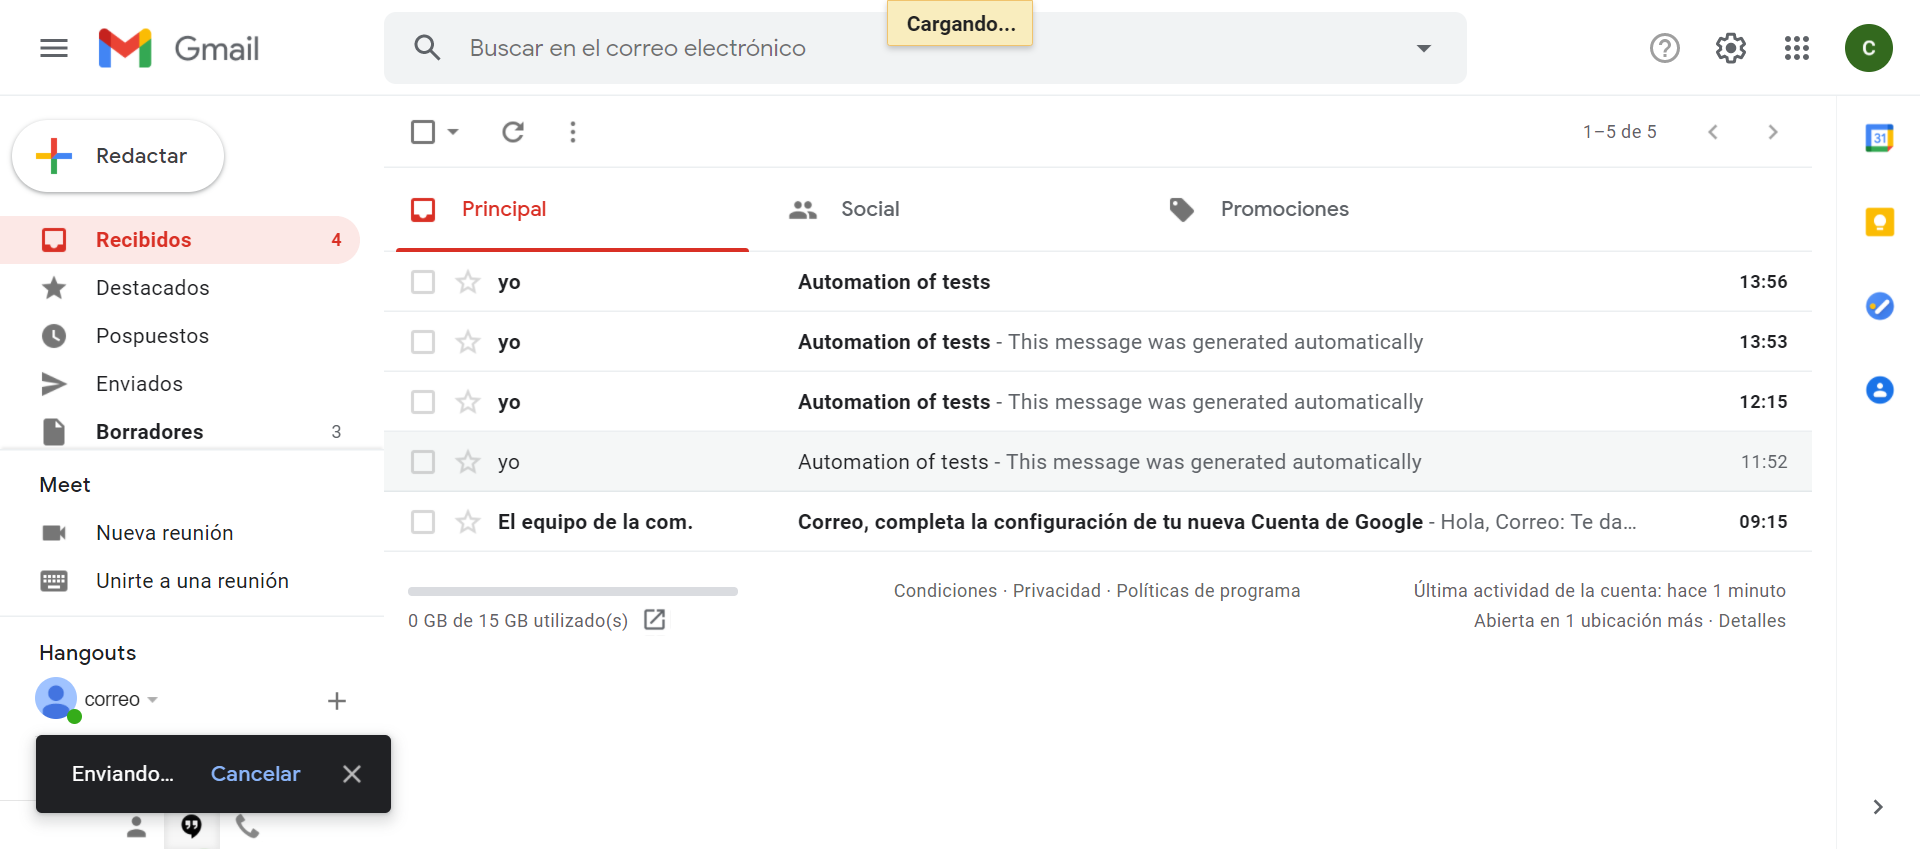 Cargando...
Gmail
Buscar en el correo electrónico
C
Redactar
1–5 de 5
31
Principal
Social
Promociones
Recibidos 4
Destacados
Pospuestos
Enviados
Borradores 3
yo Automation of tests 13:56
yo Automation of tests - This message was generated automatically 13:53
yo Automation of tests - This message was generated automatically 12:15
yo Automation of tests - This message was generated automatically 11:52
El equipo de la com. Correo, completa la configuración de tu nueva Cuenta de Google - Hola, Correo: Te da... 09:15
Meet
Nueva reunión
Unirte a una reunión
Hangouts
correo
0 GB de 15 GB utilizado(s)
Condiciones · Privacidad · Políticas de programa
Última actividad de la cuenta: hace 1 minuto
Abierta en 1 ubicación más · Detalles
Enviando... Cancelar